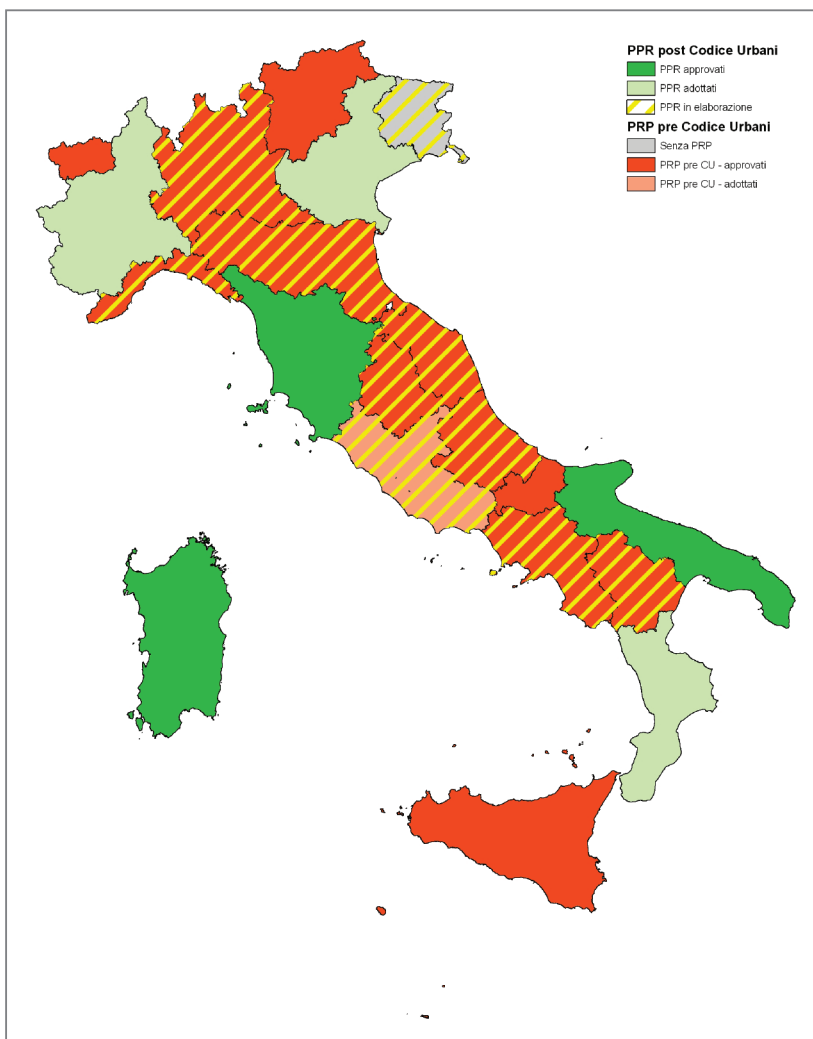 PPR post Codice Urbani
PPR approvati
PPR adottati
PPR in elaborazione
PRP pre Codice Urbani
Senza PRP
PRP pre CU - approvati
PRP pre CU - adottati